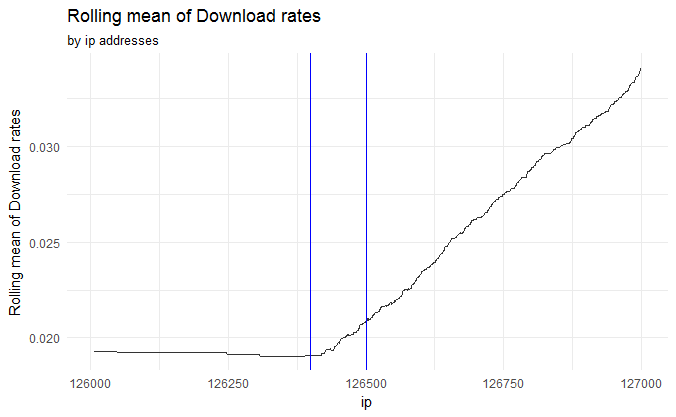 Rolling mean of Download rates
by ip addresses
Rolling mean of Download rates
0.030
0.025
0.020
126000 126250 126500 126750 127000
ip